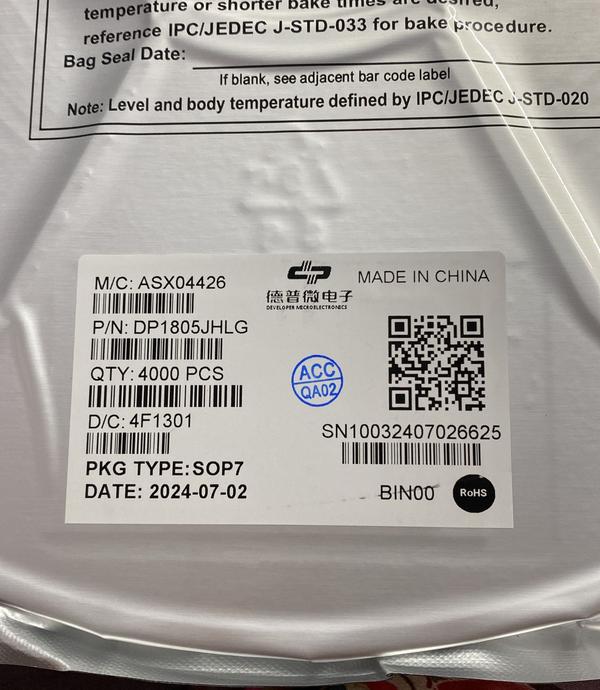 temperature or shorter bake times are desired,
reference IPC/JEDEC J-STD-033 for bake procedure.
Bag Seal Date:
If blank, see adjacent bar code label
Note: Level and body temperature defined by IPC/JEDEC J-STD-020
M/C: ASX04426
德普微电子
DEVELOPER MICROELECTRONICS
MADE IN CHINA
P/N: DP1805JHLG
QTY: 4000 PCS
ACC
QA02
D/C: 4F1301
SN10032407026625
PKG TYPE:SOP7
DATE: 2024-07-02
BIN00
RoHS